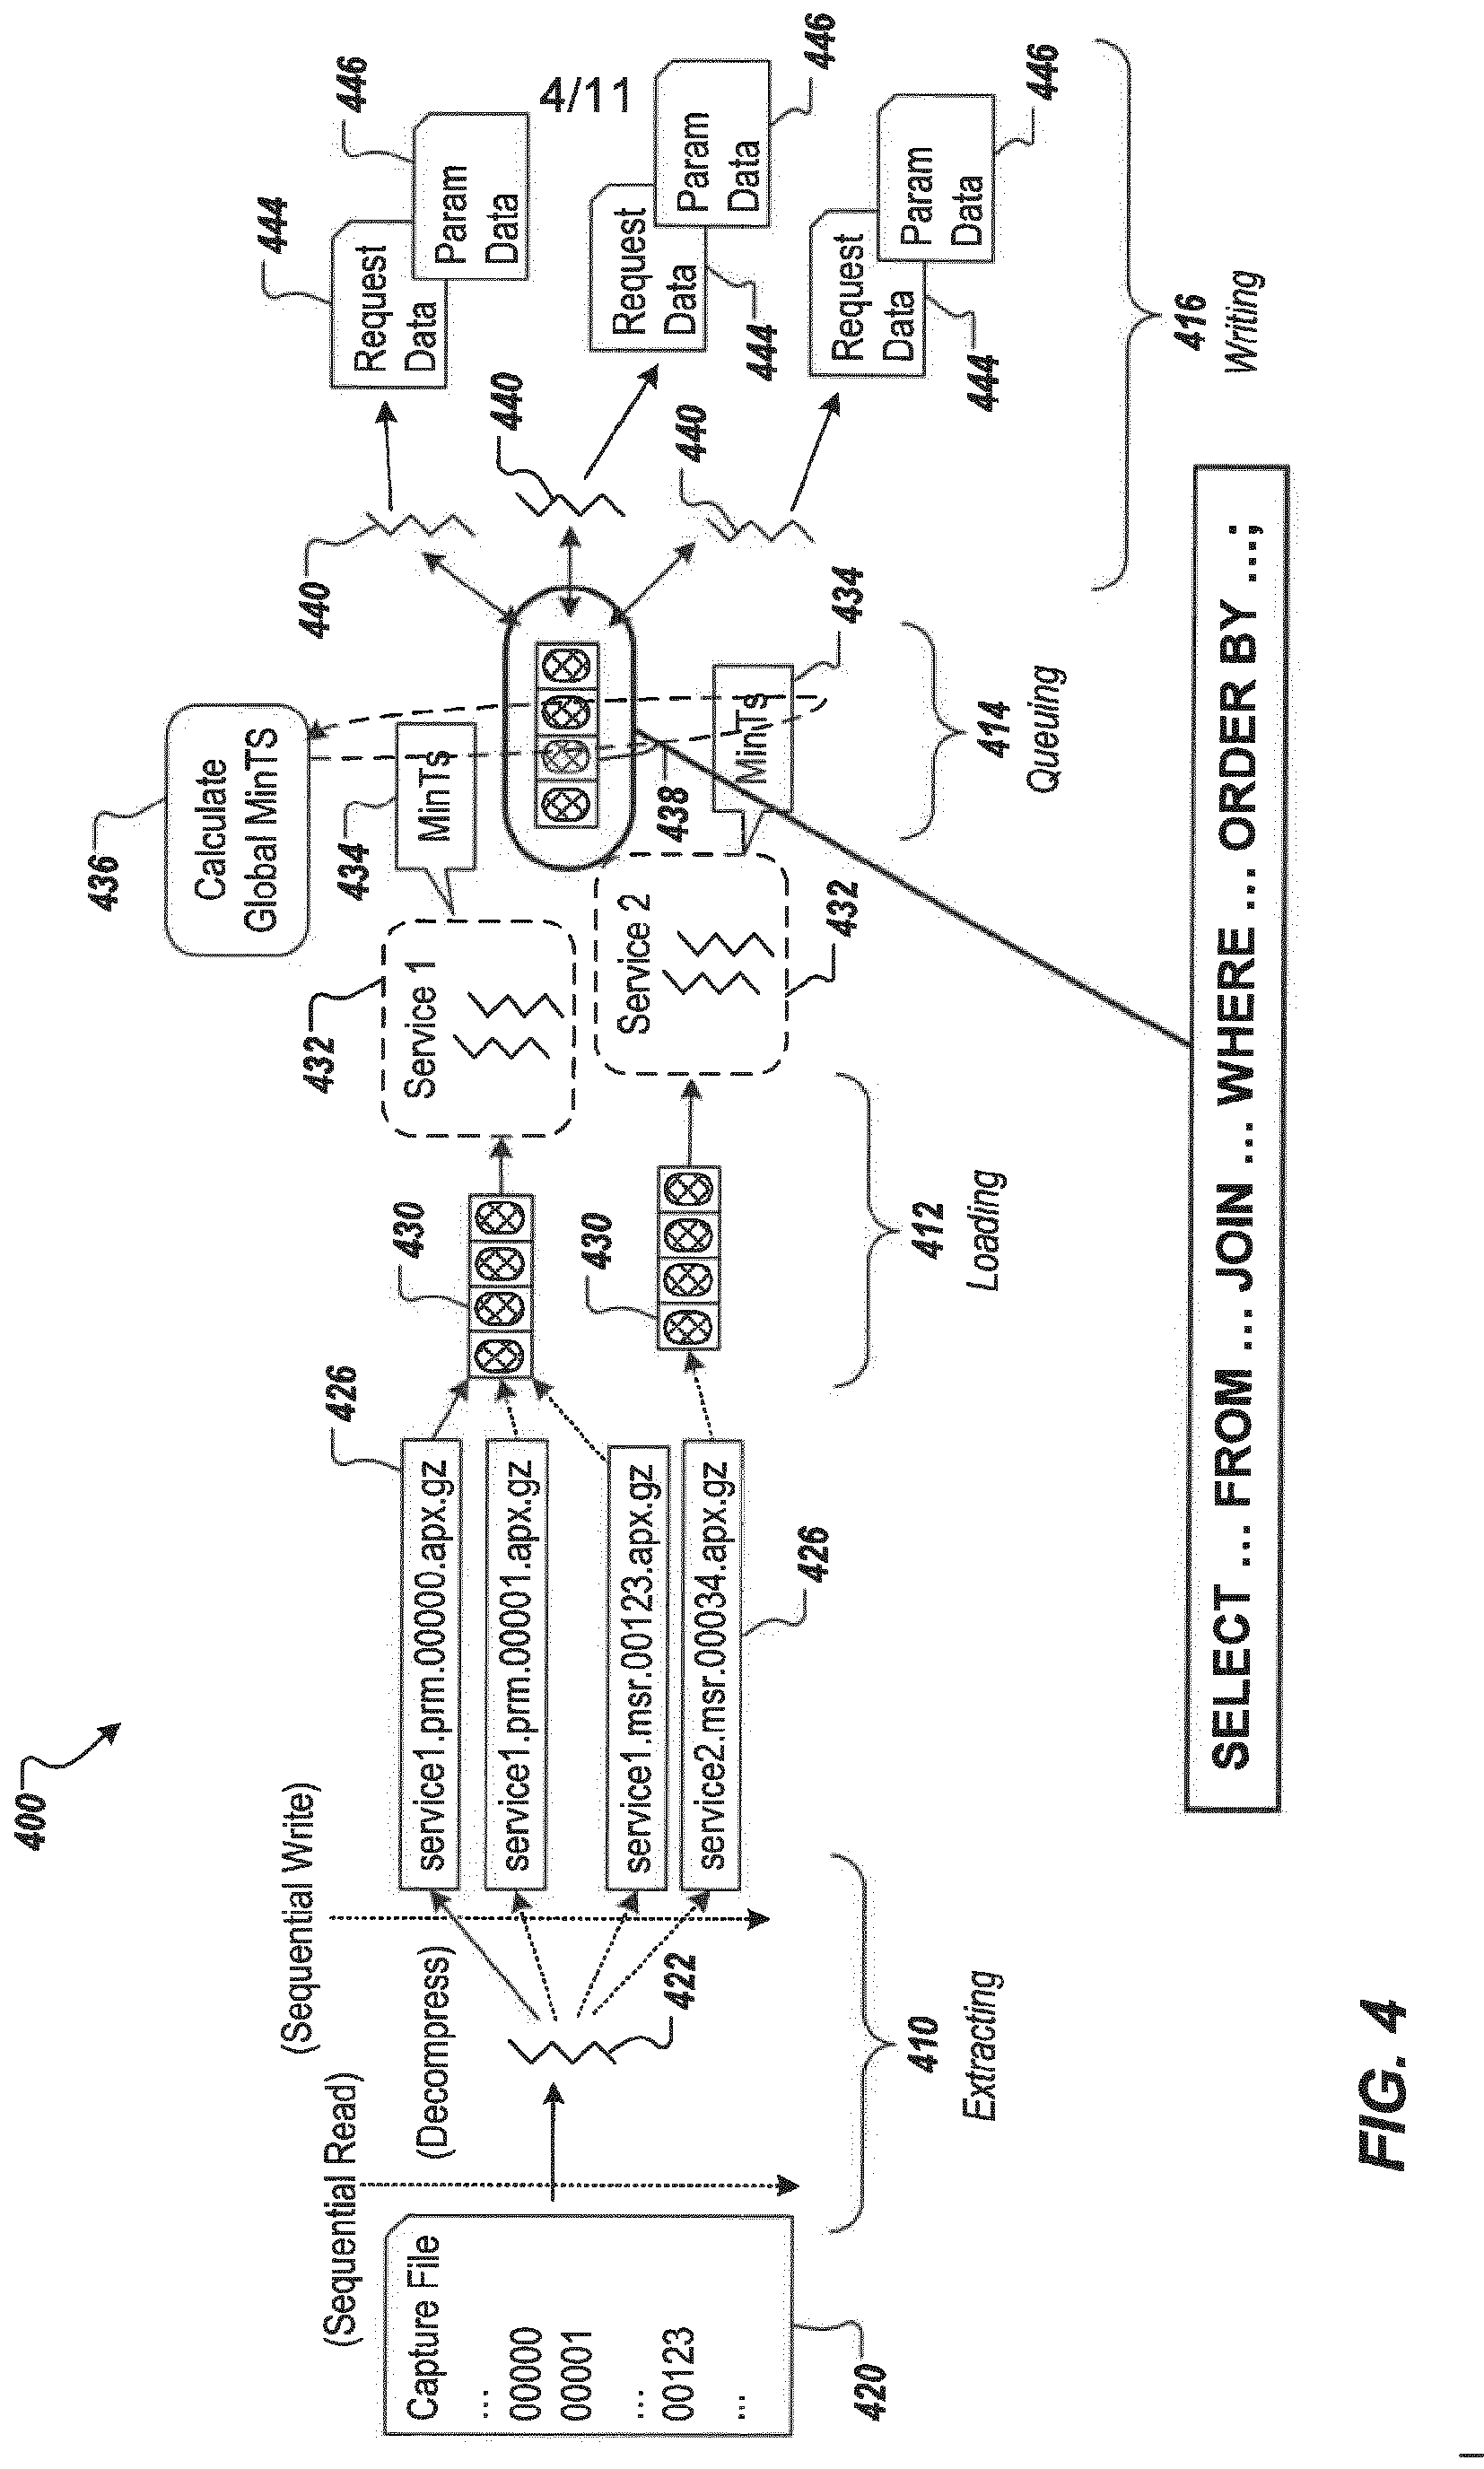 4/11
400
(Sequential Read)
(Sequential Write)
(Decompress)
Capture File
...
00000
00001
...
00123
...
420
422
service1.prm.00000.apx.gz
service1.prm.00001.apx.gz
service1.msr.00123.apx.gz
service2.msr.00034.apx.gz
426
426
430
430
432
Service 1
Service 2
432
434
MinTs
MinTs
434
436
Calculate
Global MinTS
438
440
440
440
444
Request
Data
446
Param
Data
Request
Data
444
Param
Data
446
Request
Data
444
Param
Data
446
410
Extracting
412
Loading
414
Queuing
416
Writing
SELECT ... FROM ... JOIN ... WHERE ... ORDER BY ...;
FIG. 4